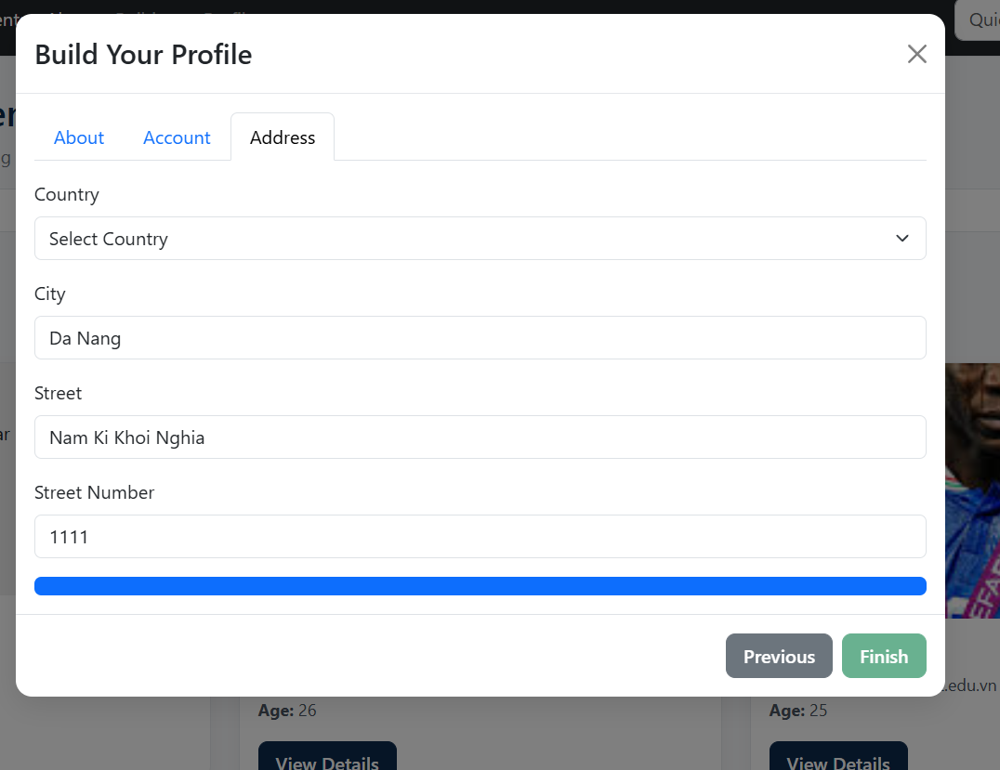 Build Your Profile
About Account Address
Country
Select Country
City
Da Nang
Street
Nam Ki Khoi Nghia
Street Number
1111
Previous Finish
.edu.vn
Age: 26
Age: 25
View Details
View Details